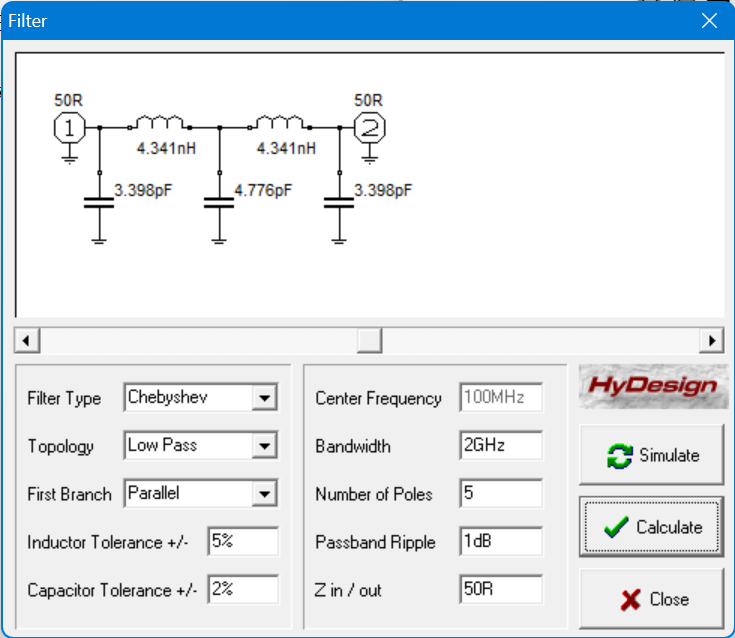 Filter
50R
50R
1
2
4.341nH
4.341nH
3.398pF
4.776pF
3.398pF
Filter Type
Chebyshev
Topology
Low Pass
First Branch
Parallel
Inductor Tolerance +/-
5%
Capacitor Tolerance +/-
2%
Center Frequency
100MHz
Bandwidth
2GHz
Number of Poles
5
Passband Ripple
1dB
Z in / out
50R
HyDesign
Simulate
Calculate
Close